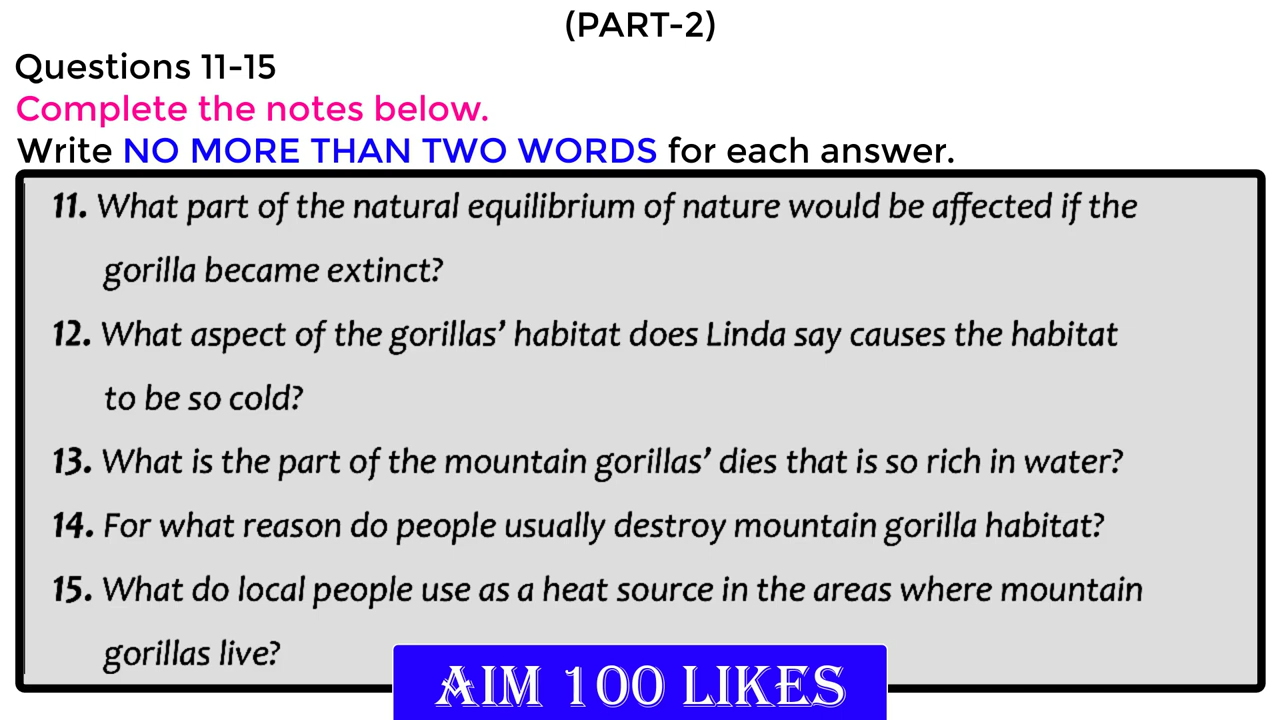 (PART-2)
Questions 11-15
Complete the notes below.
Write NO MORE THAN TWO WORDS for each answer.
11. What part of the natural equilibrium of nature would be affected if the
gorilla became extinct?
12. What aspect of the gorillas’ habitat does Linda say causes the habitat
to be so cold?
13. What is the part of the mountain gorillas’ dies that is so rich in water?
14. For what reason do people usually destroy mountain gorilla habitat?
15. What do local people use as a heat source in the areas where mountain
gorillas live?
AIM 100 LIKES